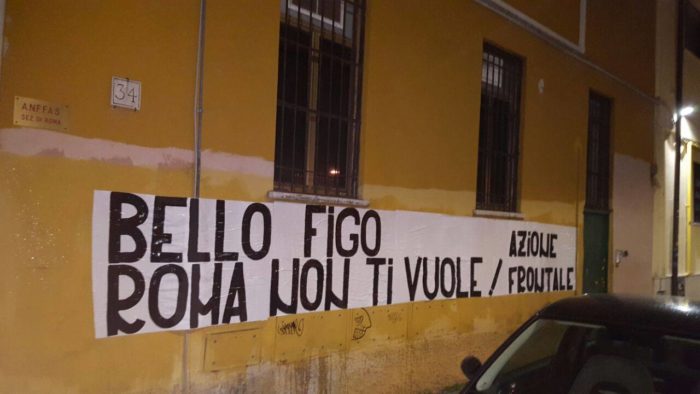 34
ANFFAS
SEZ DI ROMA
BELLO FiGO
ROMA NON Ti VUOLE!
AZiONE
FRONTALE